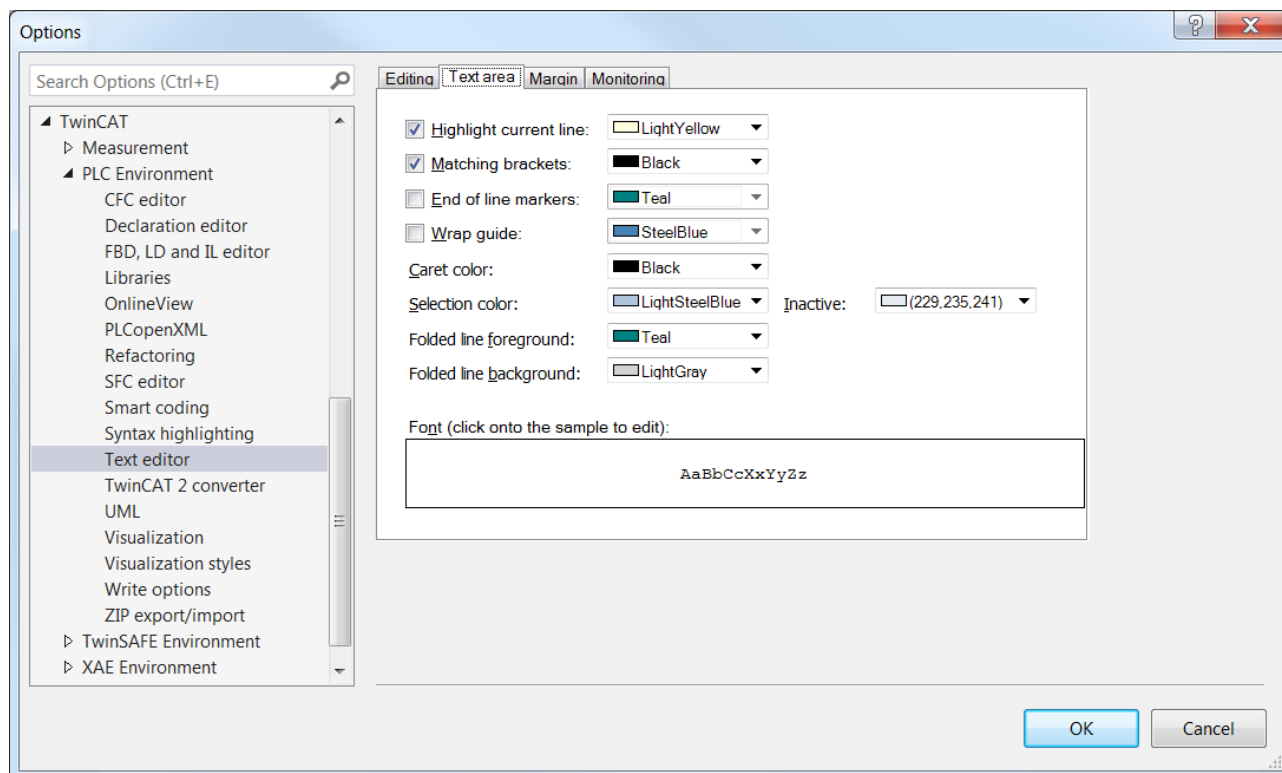 Options
Search Options (Ctrl+E)
TwinCAT
Measurement
PLC Environment
CFC editor
Declaration editor
FBD, LD and IL editor
Libraries
OnlineView
PLCopenXML
Refactoring
SFC editor
Smart coding
Syntax highlighting
Text editor
TwinCAT 2 converter
UML
Visualization
Visualization styles
Write options
ZIP export/import
TwinSAFE Environment
XAE Environment
Editing Text area Margin Monitoring
Highlight current line: LightYellow
Matching brackets: Black
End of line markers: Teal
Wrap guide: SteelBlue
Caret color: Black
Selection color: LightSteelBlue Inactive: (229,235,241)
Folded line foreground: Teal
Folded line background: LightGray
Font (click onto the sample to edit):
AaBbCcXxYyZz
OK Cancel